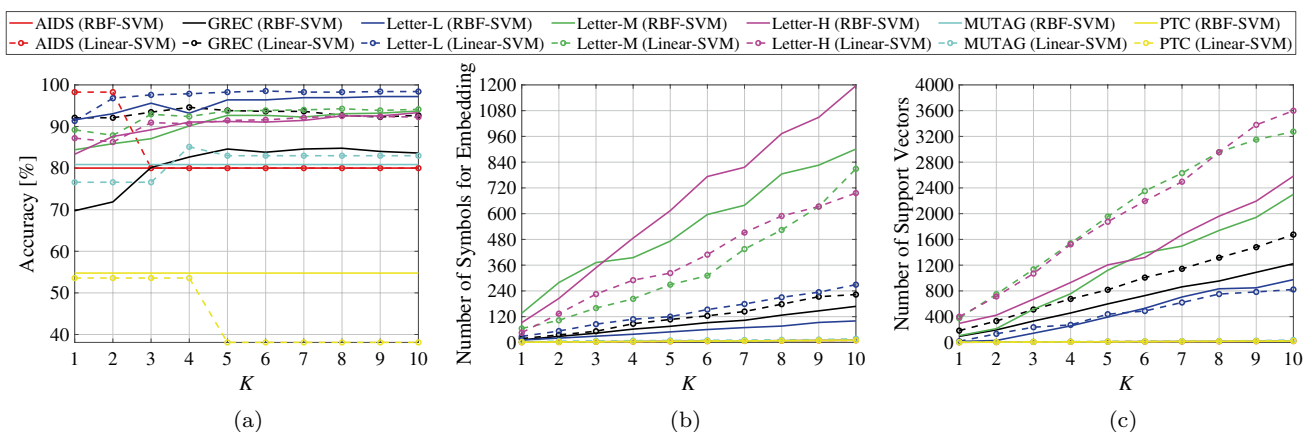 AIDS (RBF-SVM) GREC (RBF-SVM) Letter-L (RBF-SVM) Letter-M (RBF-SVM) Letter-H (RBF-SVM) MUTAG (RBF-SVM) PTC (RBF-SVM)
AIDS (Linear-SVM) GREC (Linear-SVM) Letter-L (Linear-SVM) Letter-M (Linear-SVM) Letter-H (Linear-SVM) MUTAG (Linear-SVM) PTC (Linear-SVM)
Accuracy [%]
100
90
80
70
60
50
40
1 2 3 4 5 6 7 8 9 10
K
(a)
Number of Symbols for Embedding
1200
1080
960
840
720
600
480
360
240
120
0
1 2 3 4 5 6 7 8 9 10
K
(b)
Number of Support Vectors
4000
3600
3200
2800
2400
2000
1600
1200
800
400
0
1 2 3 4 5 6 7 8 9 10
K
(c)